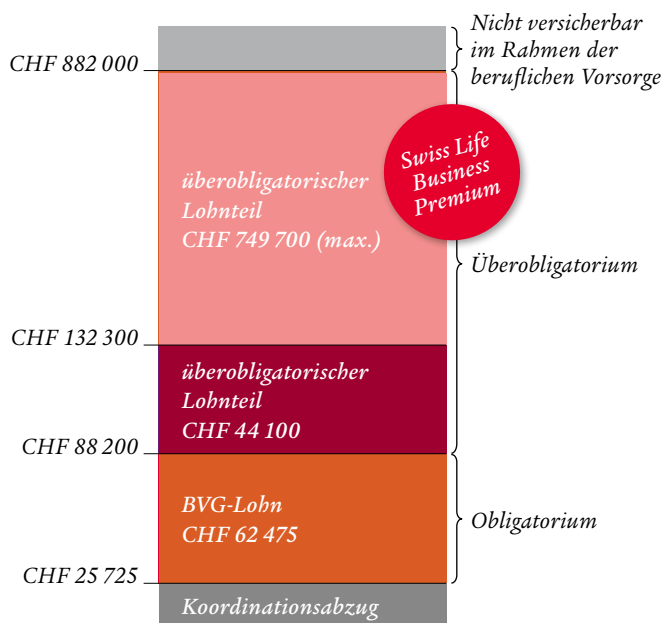 Nicht versicherbar
im Rahmen der
beruflichen Vorsorge
CHF 882 000
Swiss Life
Business
Premium
überobligatorischer
Lohnteil
CHF 749 700 (max.)
Überobligatorium
CHF 132 300
überobligatorischer
Lohnteil
CHF 44 100
CHF 88 200
BVG-Lohn
CHF 62 475
Obligatorium
CHF 25 725
Koordinationsabzug